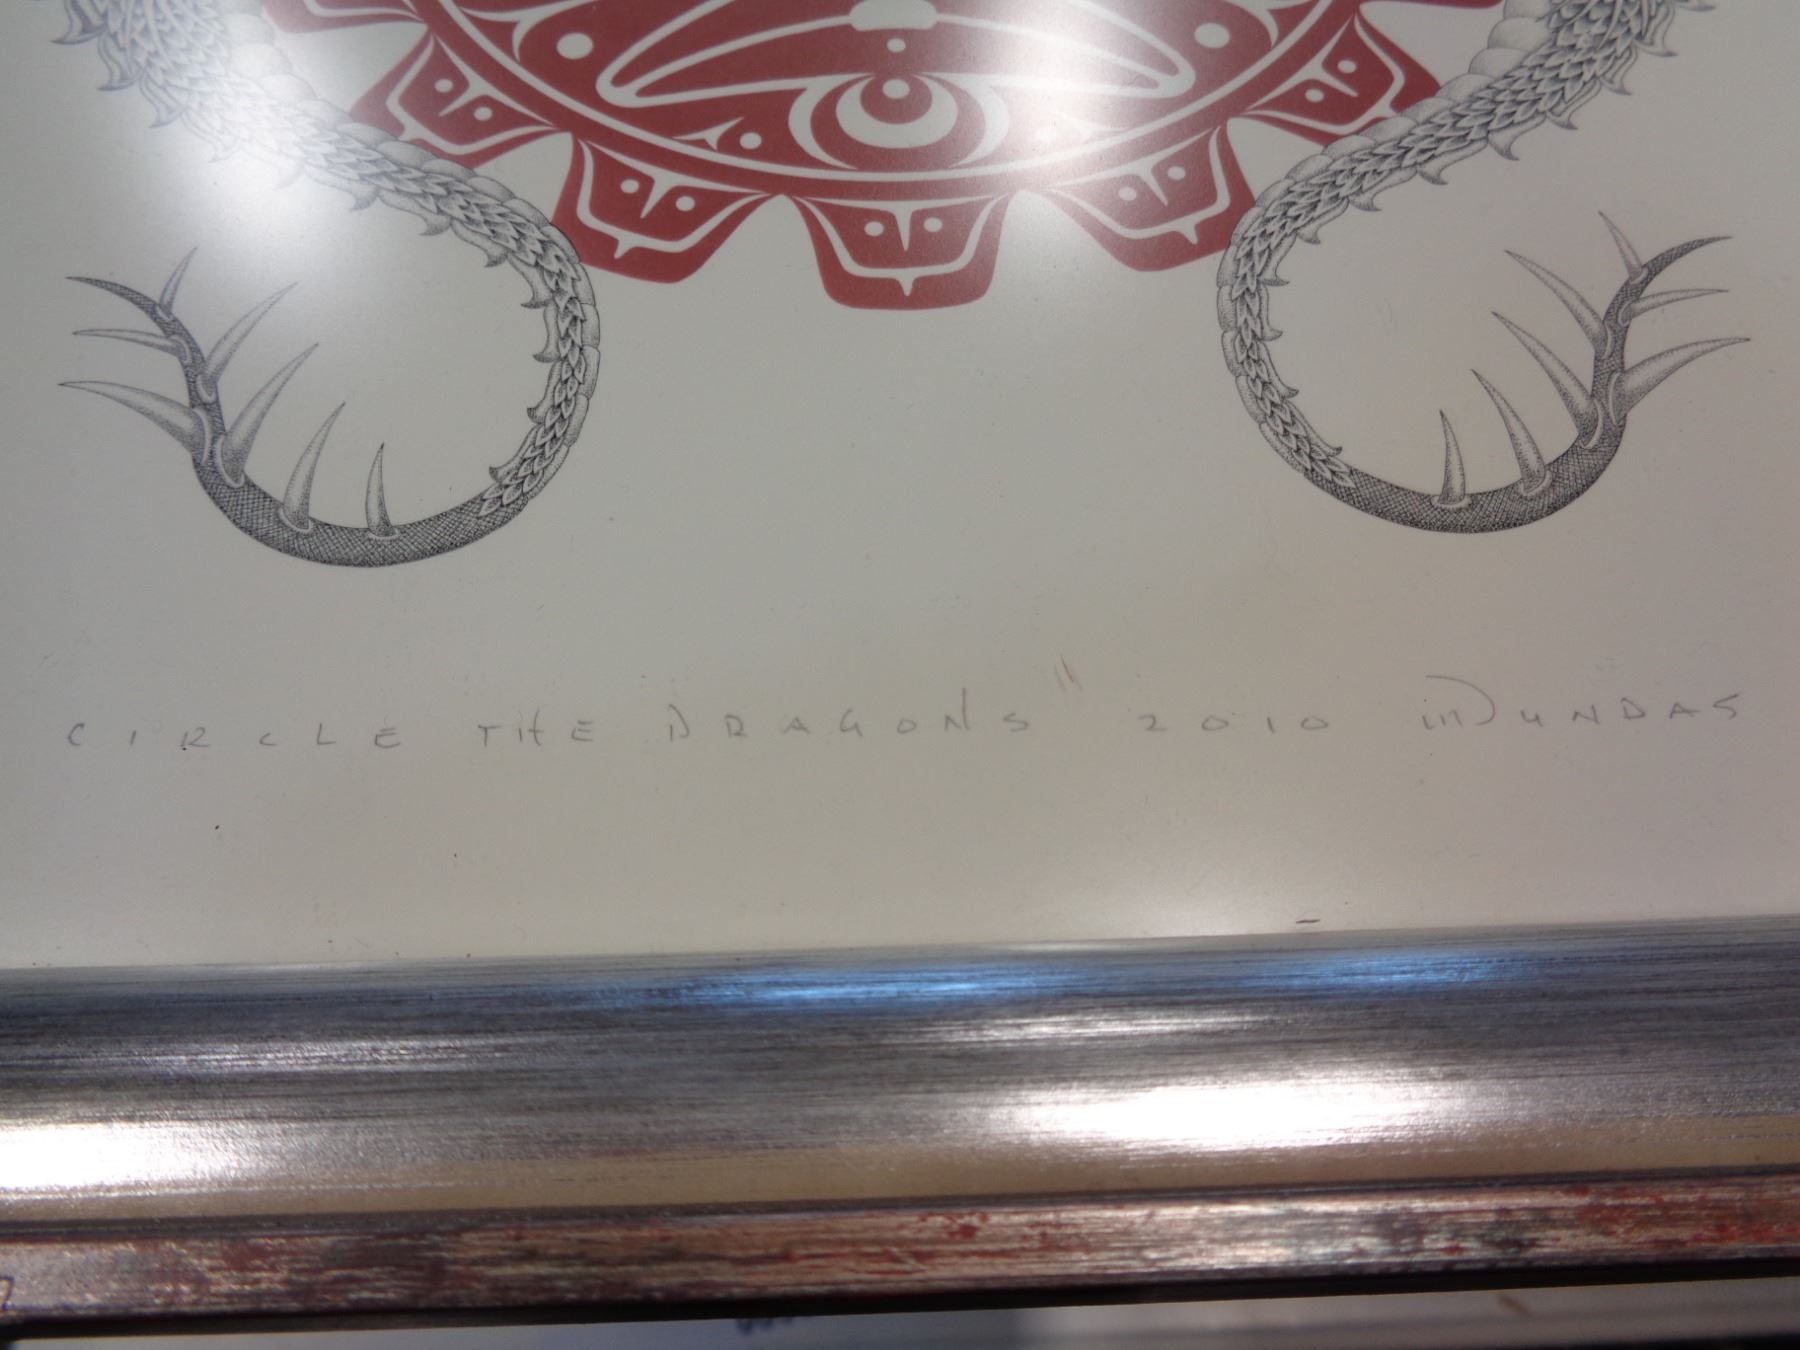 CIRCLE THE DRAGONS" 2010 mDUNDAS